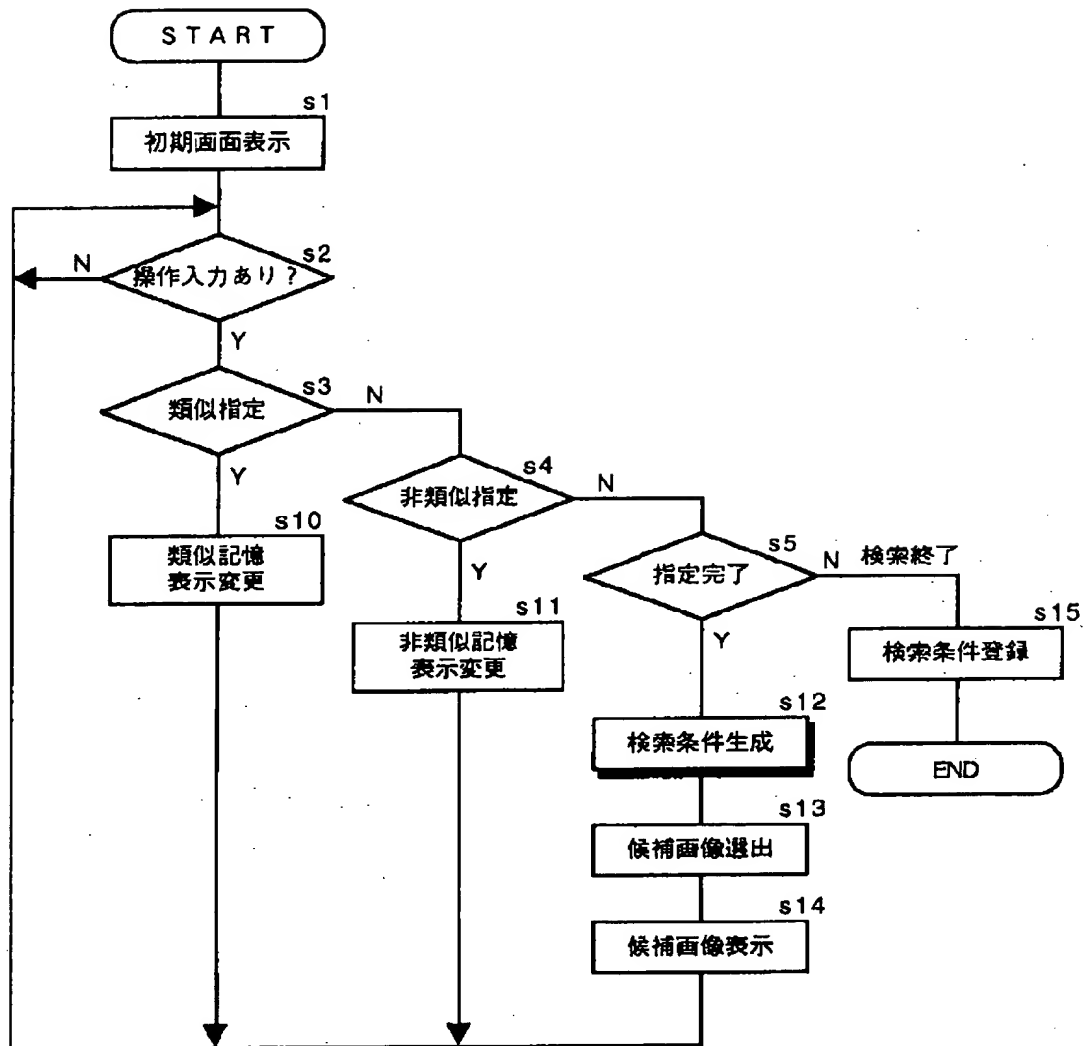 START
s1
初期画面表示
s2
N
操作入力あり?
Y
s3
類似指定
N
Y
s4
非類似指定
N
s10
類似記憶
表示変更
Y
s5
指定完了
N
検索終了
s11
非類似記憶
表示変更
Y
s15
検索条件登録
s12
検索条件生成
END
s13
候補画像選出
s14
候補画像表示